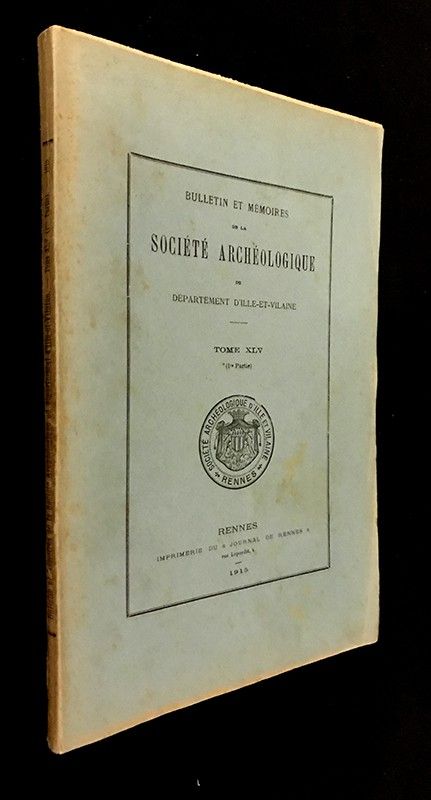 BULLETIN ET MÉMOIRES
DE LA
SOCIÉTÉ ARCHÉOLOGIQUE
DU
DÉPARTEMENT D'ILLE-ET-VILAINE
TOME XLV
(1re Partie)
SOCIÉTÉ ARCHÉOLOGIQUE D'ILLE ET VILAINE
RENNES
RENNES
IMPRIMERIE DU « JOURNAL DE RENNES »
rue Leperdit, 4
1915